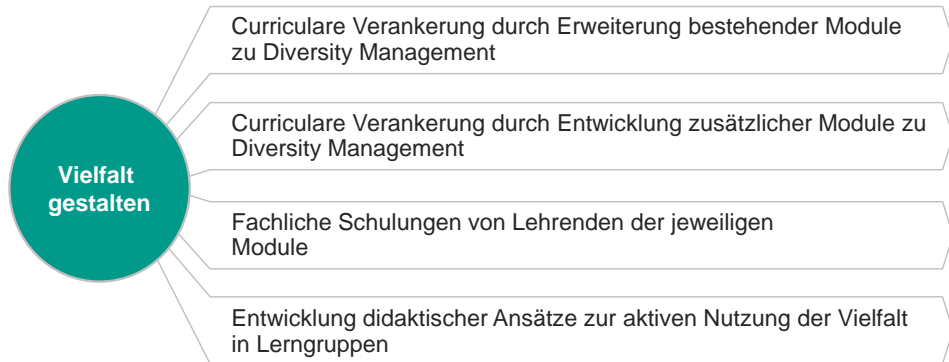 Curriculare Verankerung durch Erweiterung bestehender Module
zu Diversity Management
Curriculare Verankerung durch Entwicklung zusätzlicher Module zu
Diversity Management
Vielfalt
gestalten
Fachliche Schulungen von Lehrenden der jeweiligen
Module
Entwicklung didaktischer Ansätze zur aktiven Nutzung der Vielfalt
in Lerngruppen